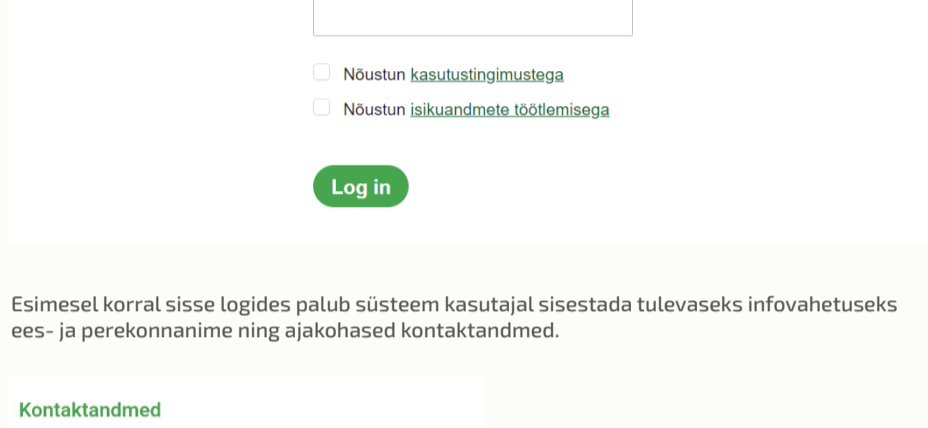 Nõustun kasutustingimustega
Nõustun isikuandmete töötlemisega
Log in
Esimesel korral sisse logides palub süsteem kasutajal sisestada tulevaseks infovahetuseks
ees- ja perekonnanime ning ajakohased kontaktandmed.
Kontaktandmed